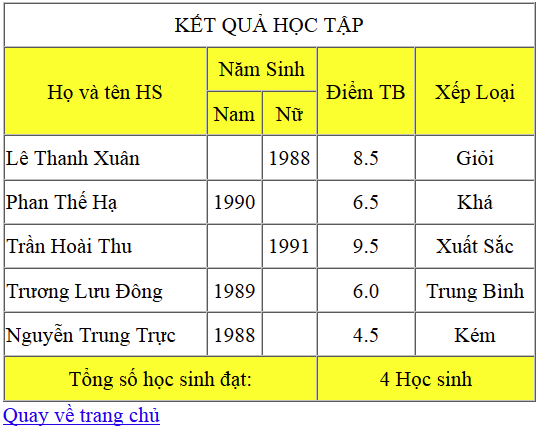 KẾT QUẢ HỌC TẬP
Họ và tên HS Năm Sinh Điểm TB Xếp Loại
Nam Nữ
Lê Thanh Xuân 1988 8.5 Giỏi
Phan Thế Hạ 1990 6.5 Khá
Trần Hoài Thu 1991 9.5 Xuất Sắc
Trương Lưu Đông 1989 6.0 Trung Bình
Nguyễn Trung Trực 1988 4.5 Kém
Tổng số học sinh đạt: 4 Học sinh
Quay về trang chủ